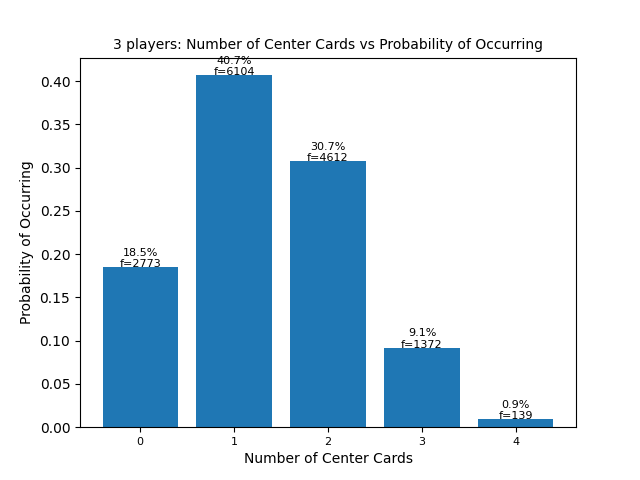 3 players: Number of Center Cards vs Probability of Occurring
40.7%
f=6104
30.7%
f=4612
18.5%
f=2773
9.1%
f=1372
0.9%
f=139
0.40
0.35
0.30
0.25
0.20
0.15
0.10
0.05
0.00
Probability of Occurring
0 1 2 3 4
Number of Center Cards